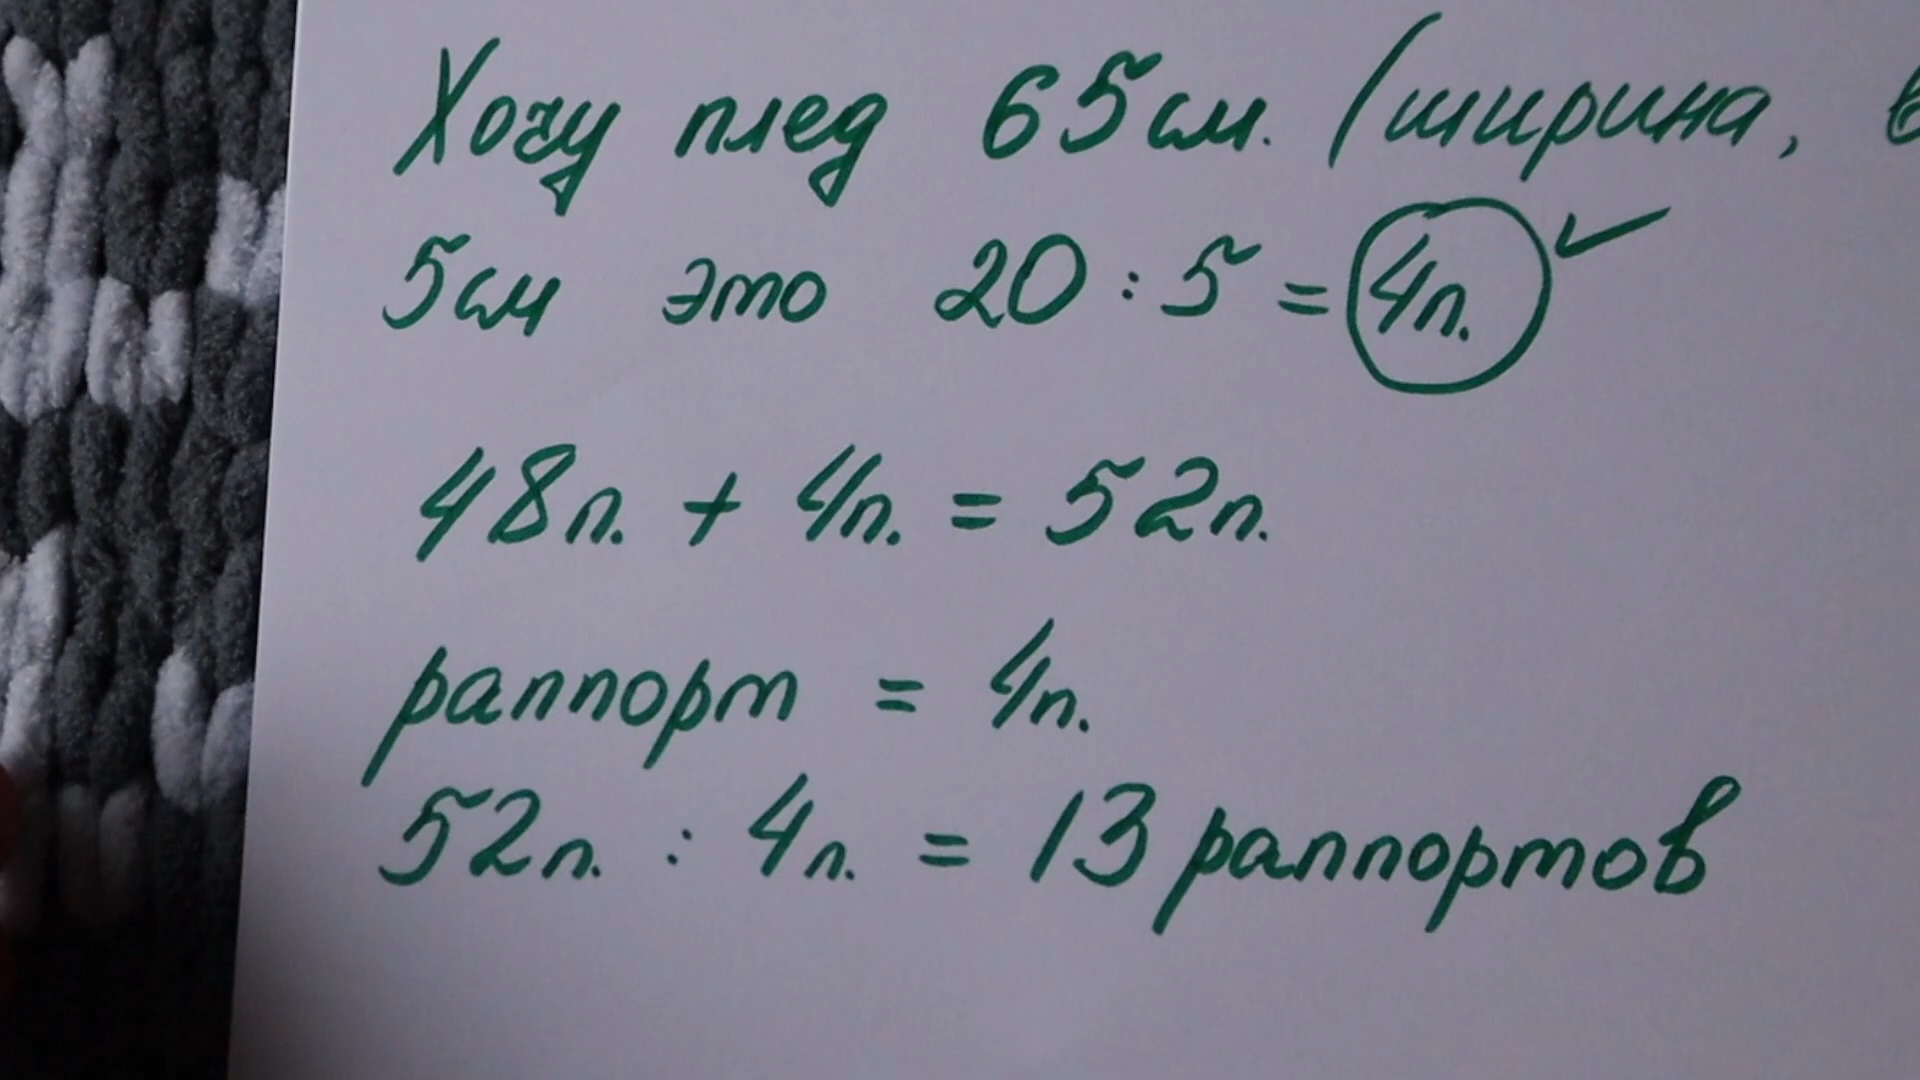 Хочу плед 65см. (ширина,
5см это 20 : 5 = 4п. ✓
48п. + 4п. = 52п.
раппорт = 4п.
52п. : 4п. = 13 раппортов